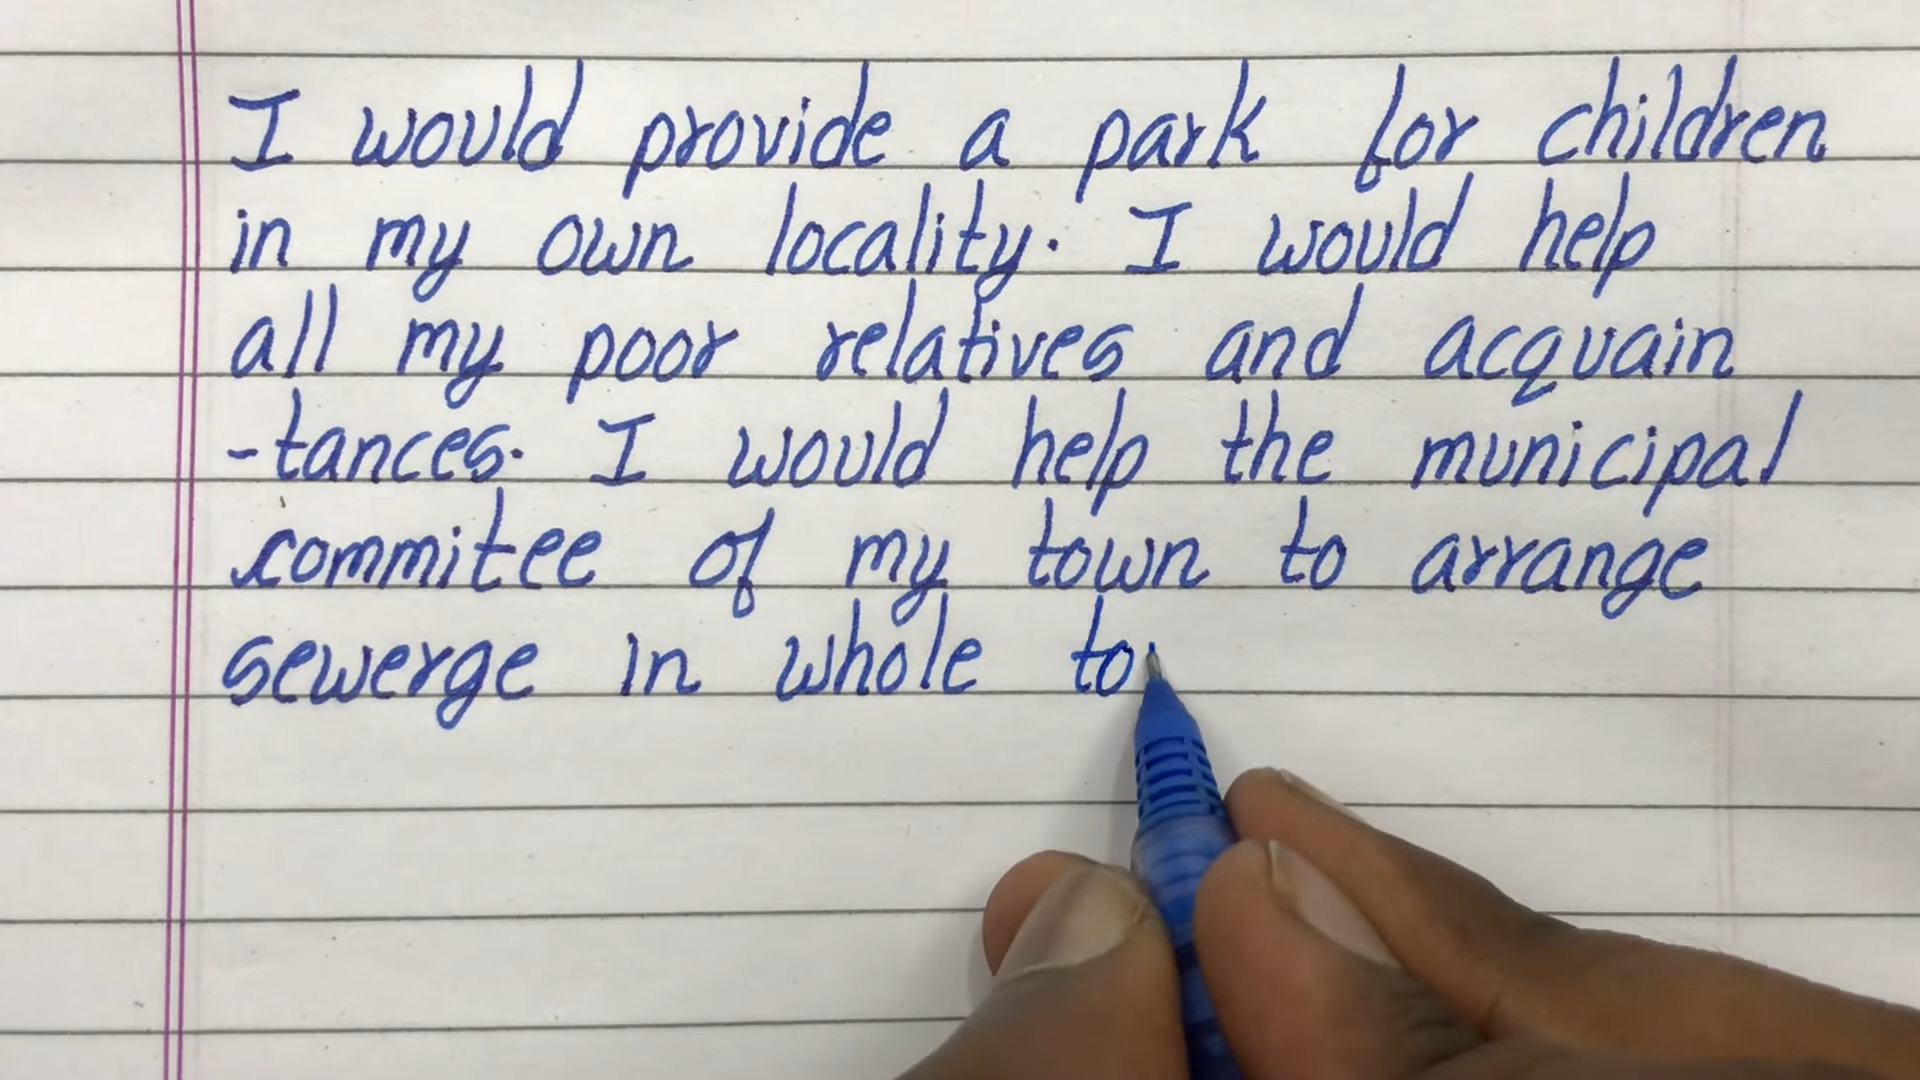 I would provide a park for children
in my own locality. I would help
all my poor relatives and acquain
-tances. I would help the municipal
commitee of my town to arrange
sewerge in whole to